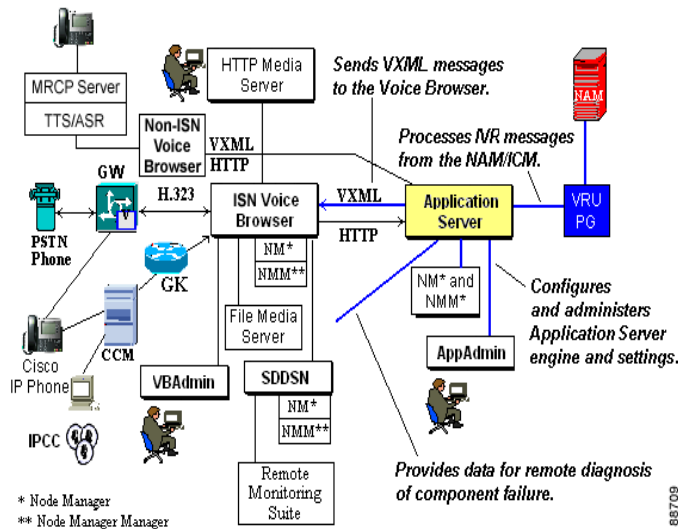 MRCP Server
TTS/ASR
HTTP Media
Server
Sends VXML messages
to the Voice Browser.
NAM
Non-ISN
Voice
Browser
VXML
HTTP
Processes IVR messages
from the NAM/ICM.
GW
V
H.323
PSTN
Phone
ISN Voice
Browser
VXML
HTTP
Application
Server
VRU
PG
NM*
NMM**
GK
NM* and
NMM*
Configures
and administers
Application Server
engine and settings.
File Media
Server
CCM
Cisco
IP Phone
VBAdmin
SDDSN
AppAdmin
NM*
NMM**
IPCC
Remote
Monitoring
Suite
Provides data for remote diagnosis
of component failure.
* Node Manager
** Node Manager Manager
88709